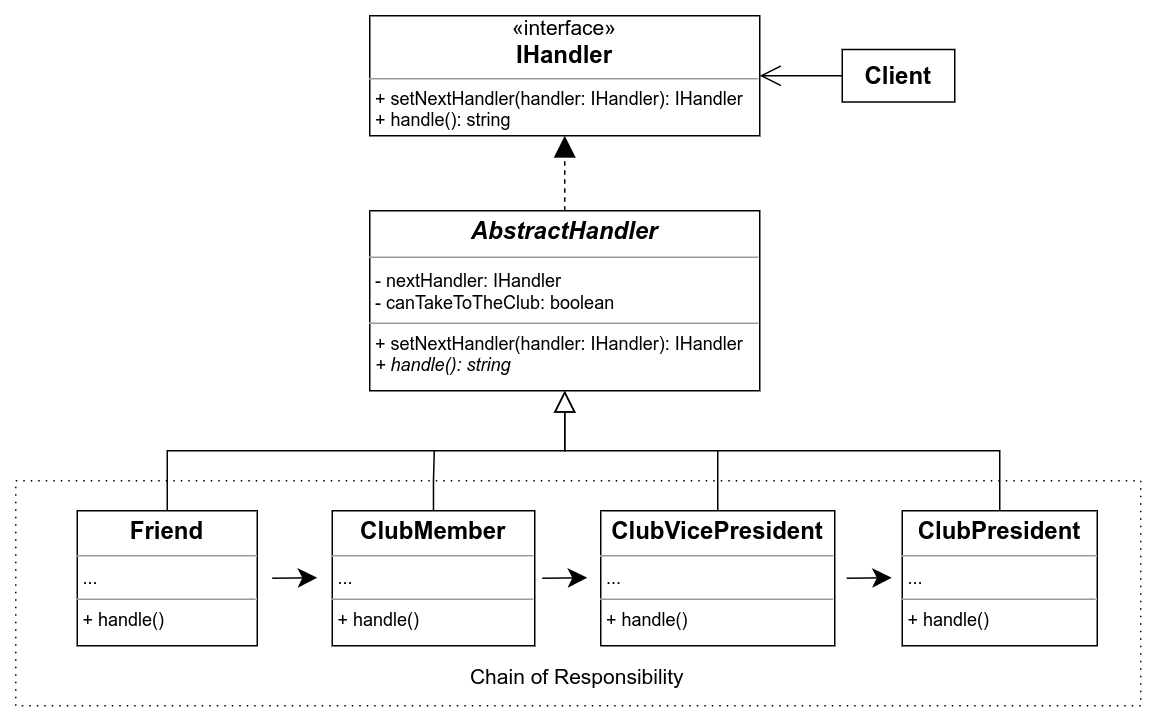 «interface»
IHandler
+ setNextHandler(handler: IHandler): IHandler
+ handle(): string
Client
AbstractHandler
- nextHandler: IHandler
- canTakeToTheClub: boolean
+ setNextHandler(handler: IHandler): IHandler
+ handle(): string
Friend
...
+ handle()
ClubMember
...
+ handle()
ClubVicePresident
...
+ handle()
ClubPresident
...
+ handle()
Chain of Responsibility